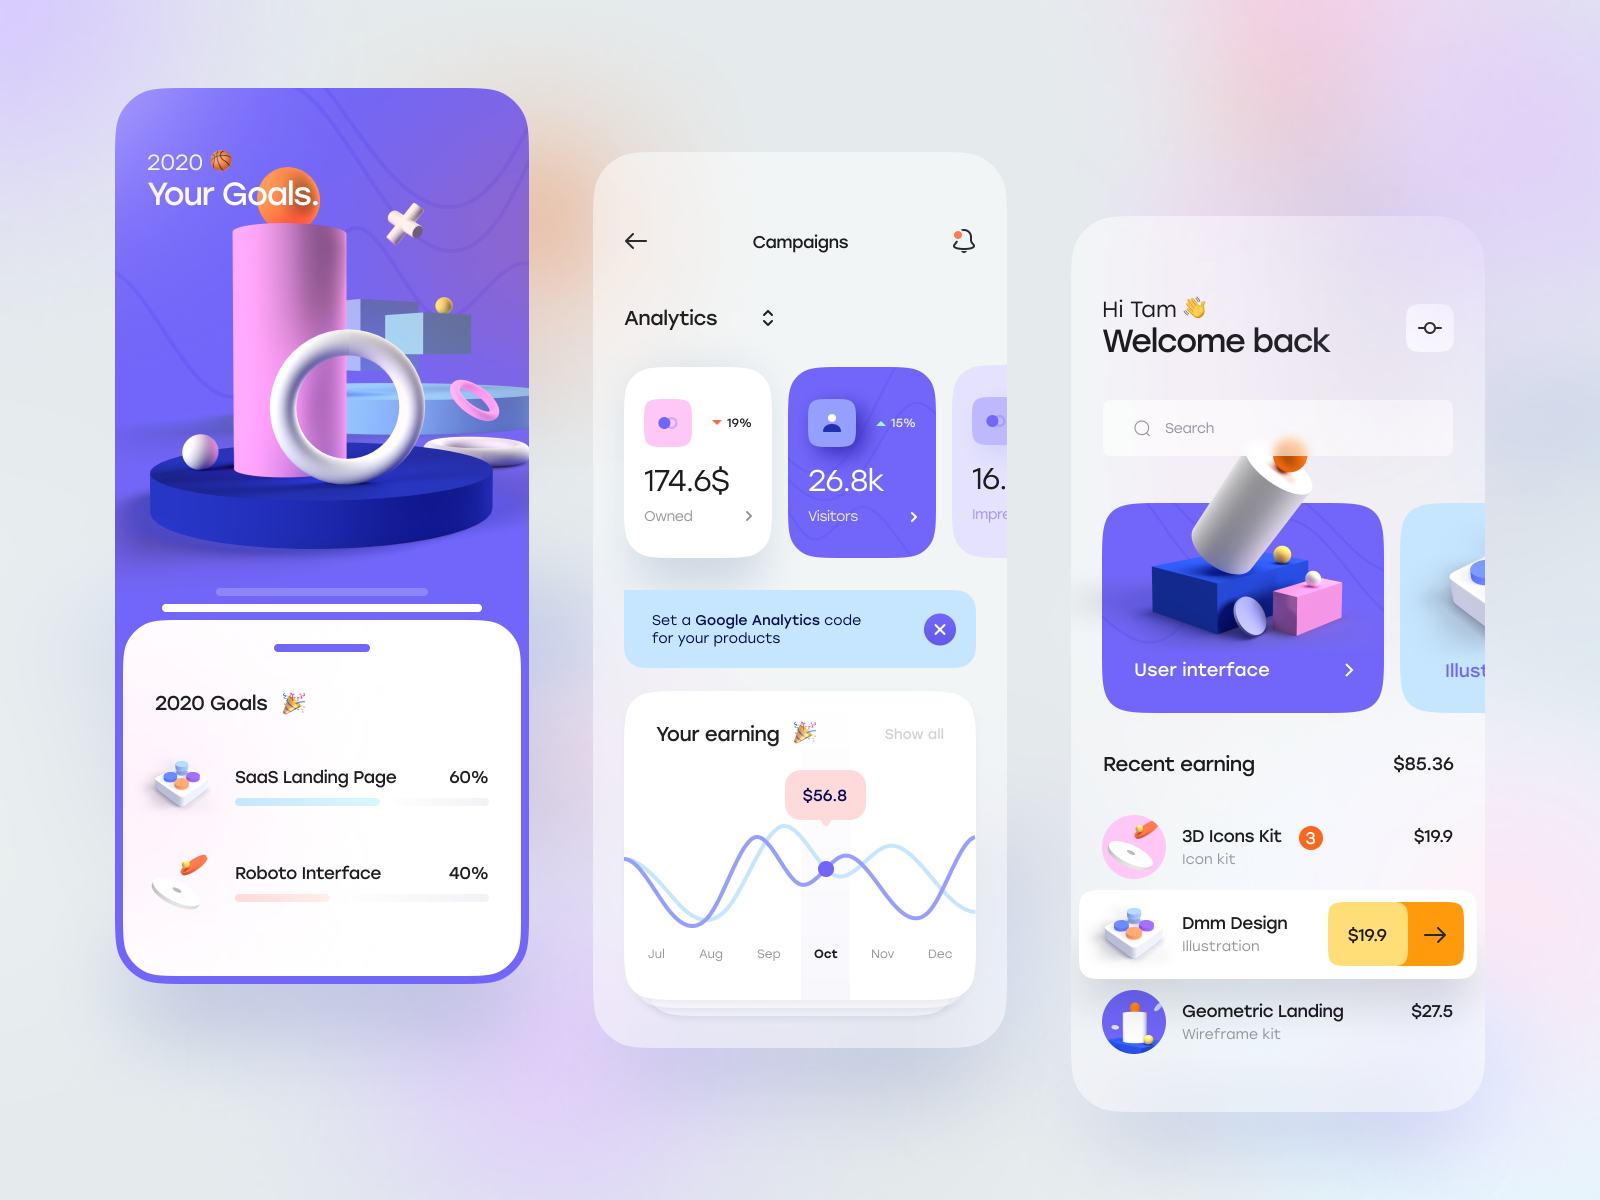 2020
Your Goals.
2020 Goals
SaaS Landing Page 60%
Roboto Interface 40%
Campaigns
Analytics
19%
174.6$
Owned
15%
26.8k
Visitors
16.
Impre
Set a Google Analytics code
for your products
Your earning Show all
$56.8
Jul Aug Sep Oct Nov Dec
Hi Tam
Welcome back
Search
User interface
Illust
Recent earning $85.36
3D Icons Kit 3 $19.9
Icon kit
Dmm Design $19.9
Illustration
Geometric Landing $27.5
Wireframe kit